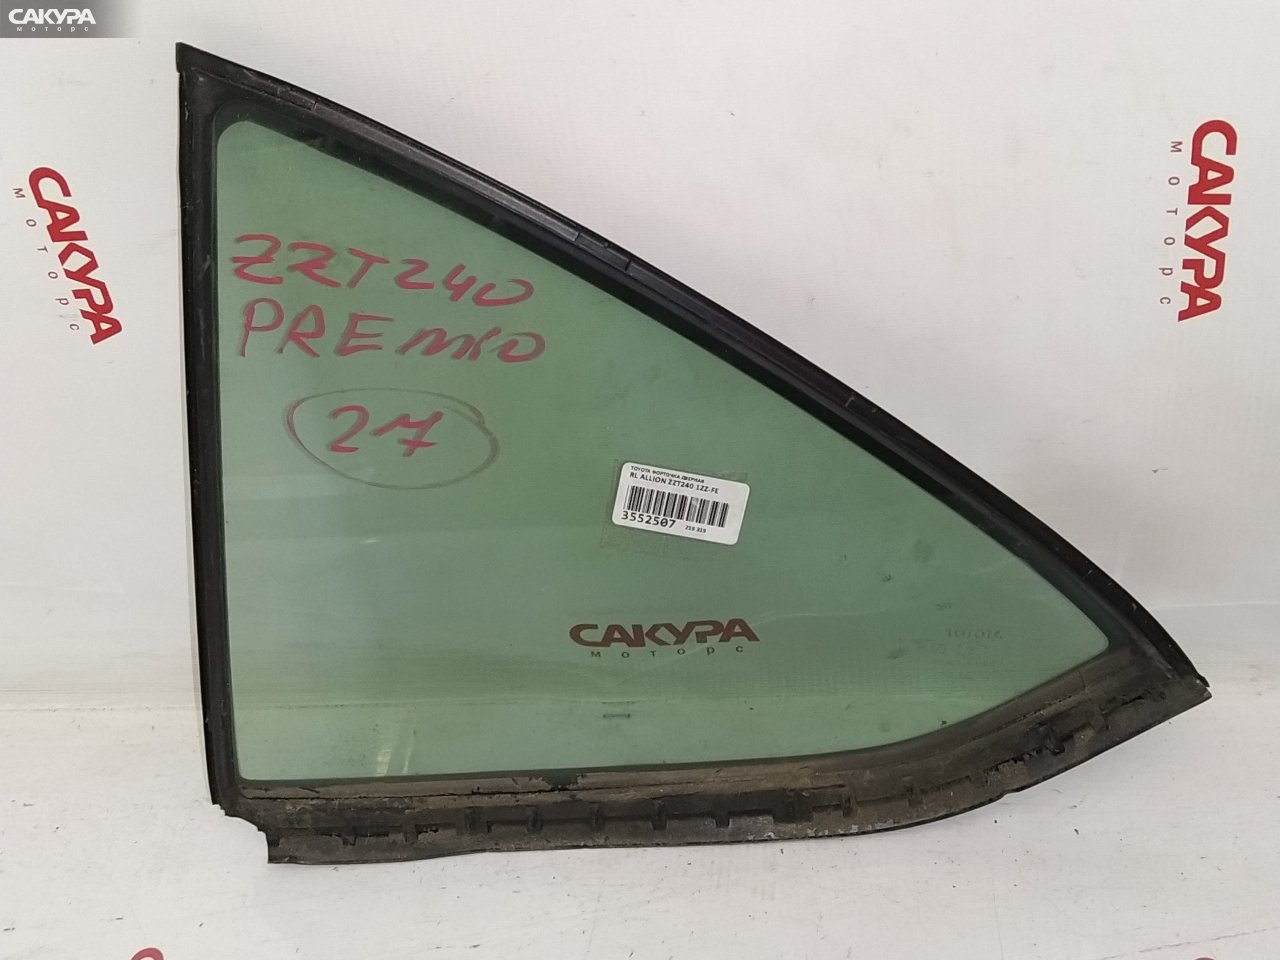 САКУРА
моторс
САКУРА
моторс
САКУРА
моторс
ZZT240
PREMIO
27
TOYOTA ФОРТОЧКА ДВЕРНАЯ
RL ALLION ZZT240 1ZZ-FE
3552507
САКУРА
моторс